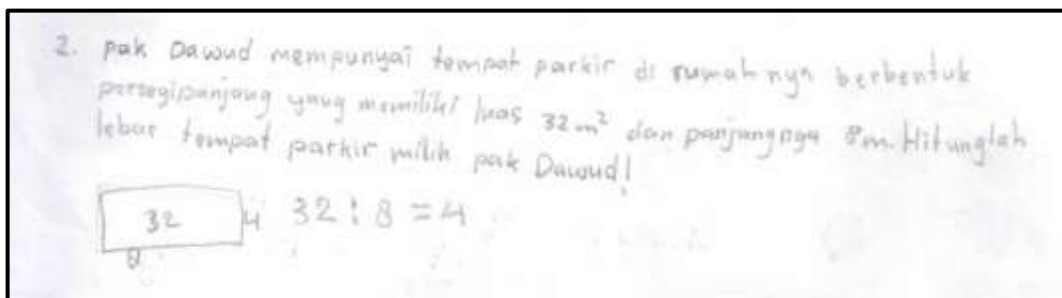 2. pak Dawud mempunyai tempat parkir di rumahnya berbentuk
persegipanjang yang memiliki luas 32 m² dan panjangnya 8m. Hitunglah
lebar tempat parkir milik pak Dawud!
32 4 32 : 8 = 4
8